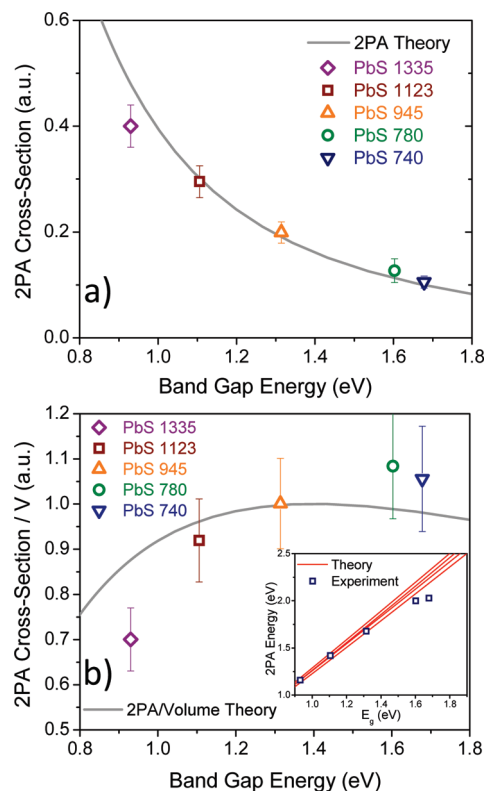 0.6
0.4
0.2
0.0
2PA Cross-Section (a.u.)
2PA Theory
PbS 1335
PbS 1123
PbS 945
PbS 780
PbS 740
a)
1.0 1.2 1.4 1.6 1.8
Band Gap Energy (eV)
1.2
1.1
1.0
0.9
0.8
0.7
0.6
0.5
2PA Cross-Section / V (a.u.)
PbS 1335
PbS 1123
PbS 945
PbS 780
PbS 740
b)
2PA/Volume Theory
2.5
2.0
1.5
1.0
2PA Energy (eV)
Theory
Experiment
1.0 1.2 1.4 1.6 1.8
Eg (eV)
1.0 1.2 1.4 1.6 1.8
Band Gap Energy (eV)